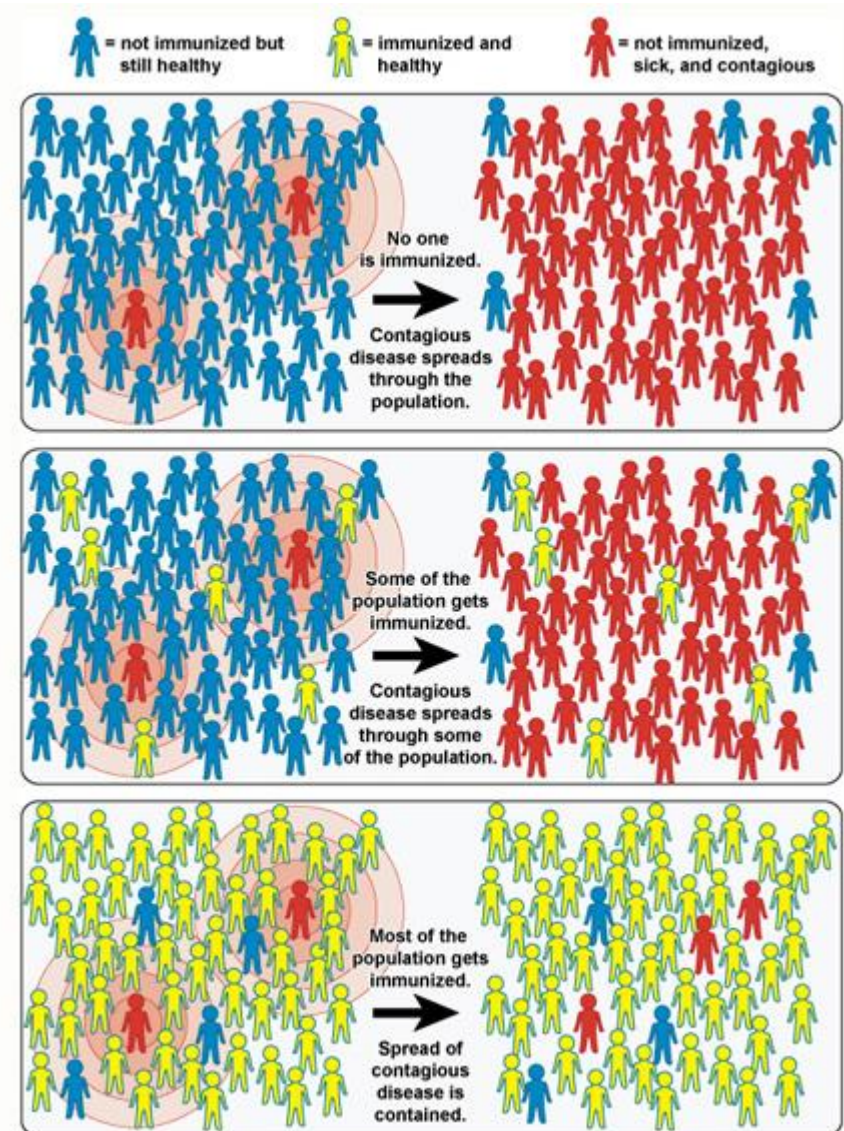 = not immunized but
still healthy
= immunized and
healthy
= not immunized,
sick, and contagious
No one
is immunized.
Contagious
disease spreads
through the
population.
Some of the
population gets
immunized.
Contagious
disease spreads
through some
of the population.
Most of the
population gets
immunized.
Spread of
contagious
disease is
contained.